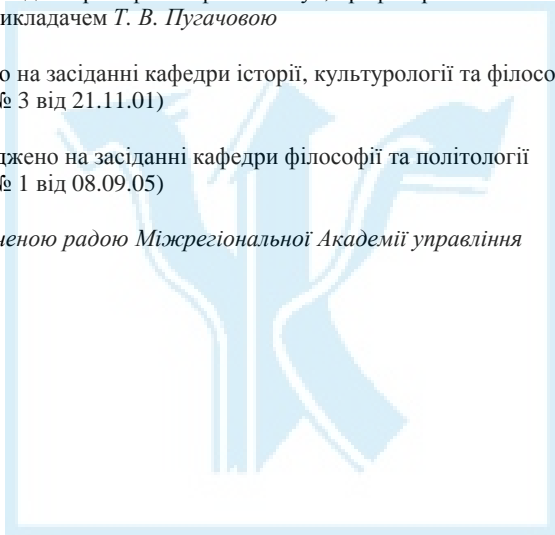 икладачем Т. В. Пугачовою
о на засіданні кафедри історії, культурології та філосо
№ 3 від 21.11.01)
джено на засіданні кафедри філософії та політології
№ 1 від 08.09.05)
ченою радою Міжрегіональної Академії управління